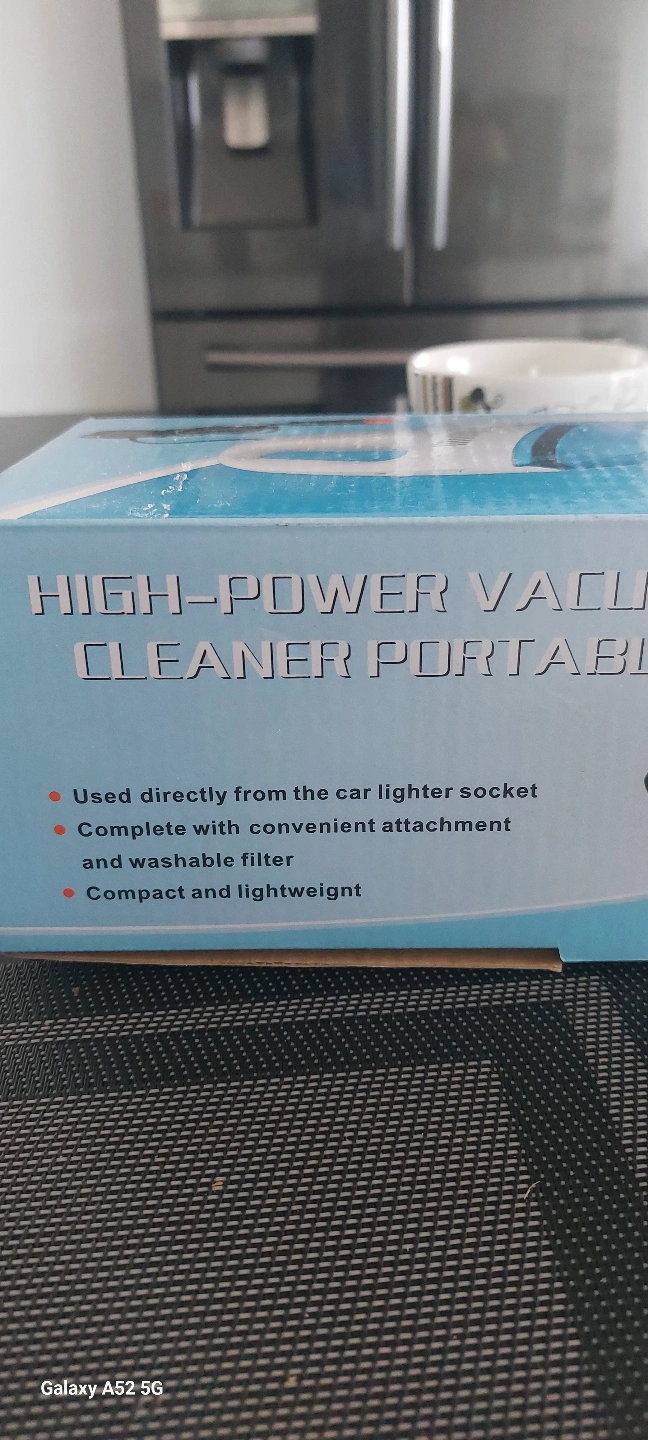 HIGH-POWER VACU
CLEANER PORTABL
Used directly from the car lighter socket
Complete with convenient attachment
and washable filter
Compact and lightweignt
Galaxy A52 5G